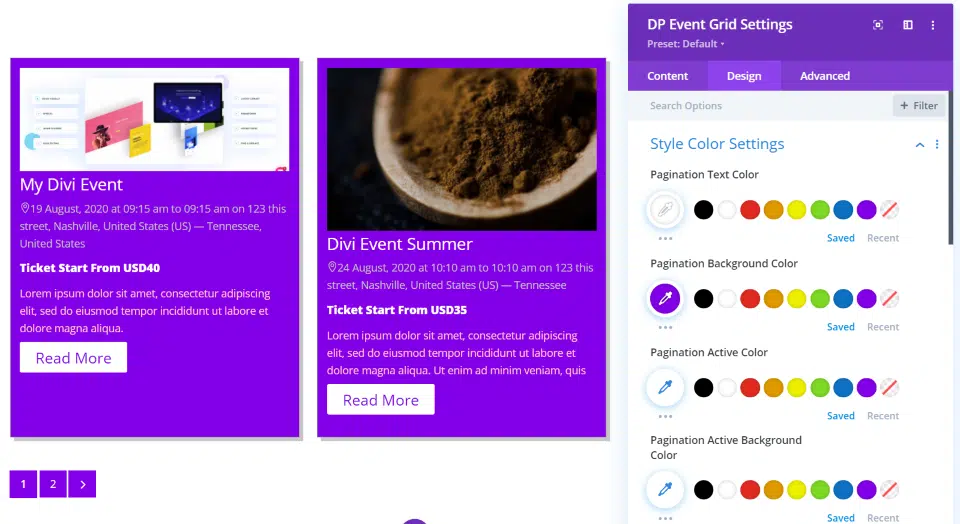 My Divi Event
19 August, 2020 at 09:15 am to 09:15 am on 123 this
street, Nashville, United States (US) — Tennessee,
United States
Ticket Start From USD40
Lorem ipsum dolor sit amet, consectetur adipiscing
elit, sed do eiusmod tempor incididunt ut labore et
dolore magna aliqua.
Read More
Divi Event Summer
24 August, 2020 at 10:10 am to 10:10 am on 123 this
street, Nashville, United States (US) — Tennessee
Ticket Start From USD35
Lorem ipsum dolor sit amet, consectetur adipiscing
elit, sed do eiusmod tempor incididunt ut labore et
dolore magna aliqua. Ut enim ad minim veniam, quis
Read More
1 2
DP Event Grid Settings
Preset: Default
Content Design Advanced
Search Options
+ Filter
Style Color Settings
Pagination Text Color
Saved Recent
Pagination Background Color
Saved Recent
Pagination Active Color
Saved Recent
Pagination Active Background
Color
Saved Recent